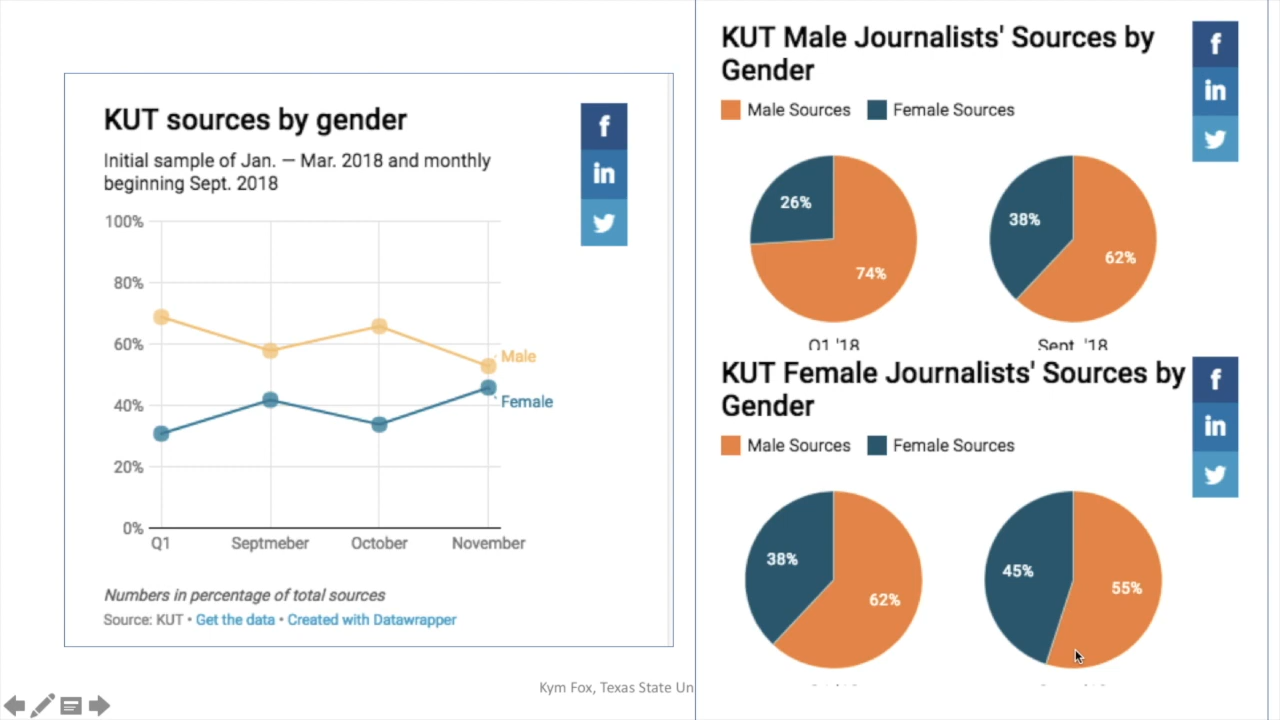 KUT sources by gender
Initial sample of Jan. — Mar. 2018 and monthly
beginning Sept. 2018
100%
80%
60%
40%
20%
0%
Male
Female
Q1 Septmeber October November
Numbers in percentage of total sources
Source: KUT • Get the data • Created with Datawrapper
f
in
KUT Male Journalists' Sources by
Gender
Male Sources Female Sources
26%
74%
38%
62%
Q1 '18 Sept. '18
f
in
KUT Female Journalists' Sources by
Gender
Male Sources Female Sources
38%
62%
45%
55%
f
in
Kym Fox, Texas State Un